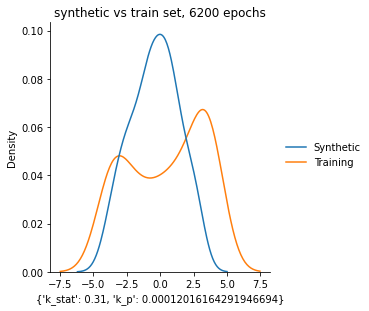 synthetic vs train set, 6200 epochs
0.10
0.08
0.06
0.04
0.02
0.00
Density
−7.5 −5.0 −2.5 0.0 2.5 5.0 7.5
{'k_stat': 0.31, 'k_p': 0.00012016164291946694}
Synthetic
Training